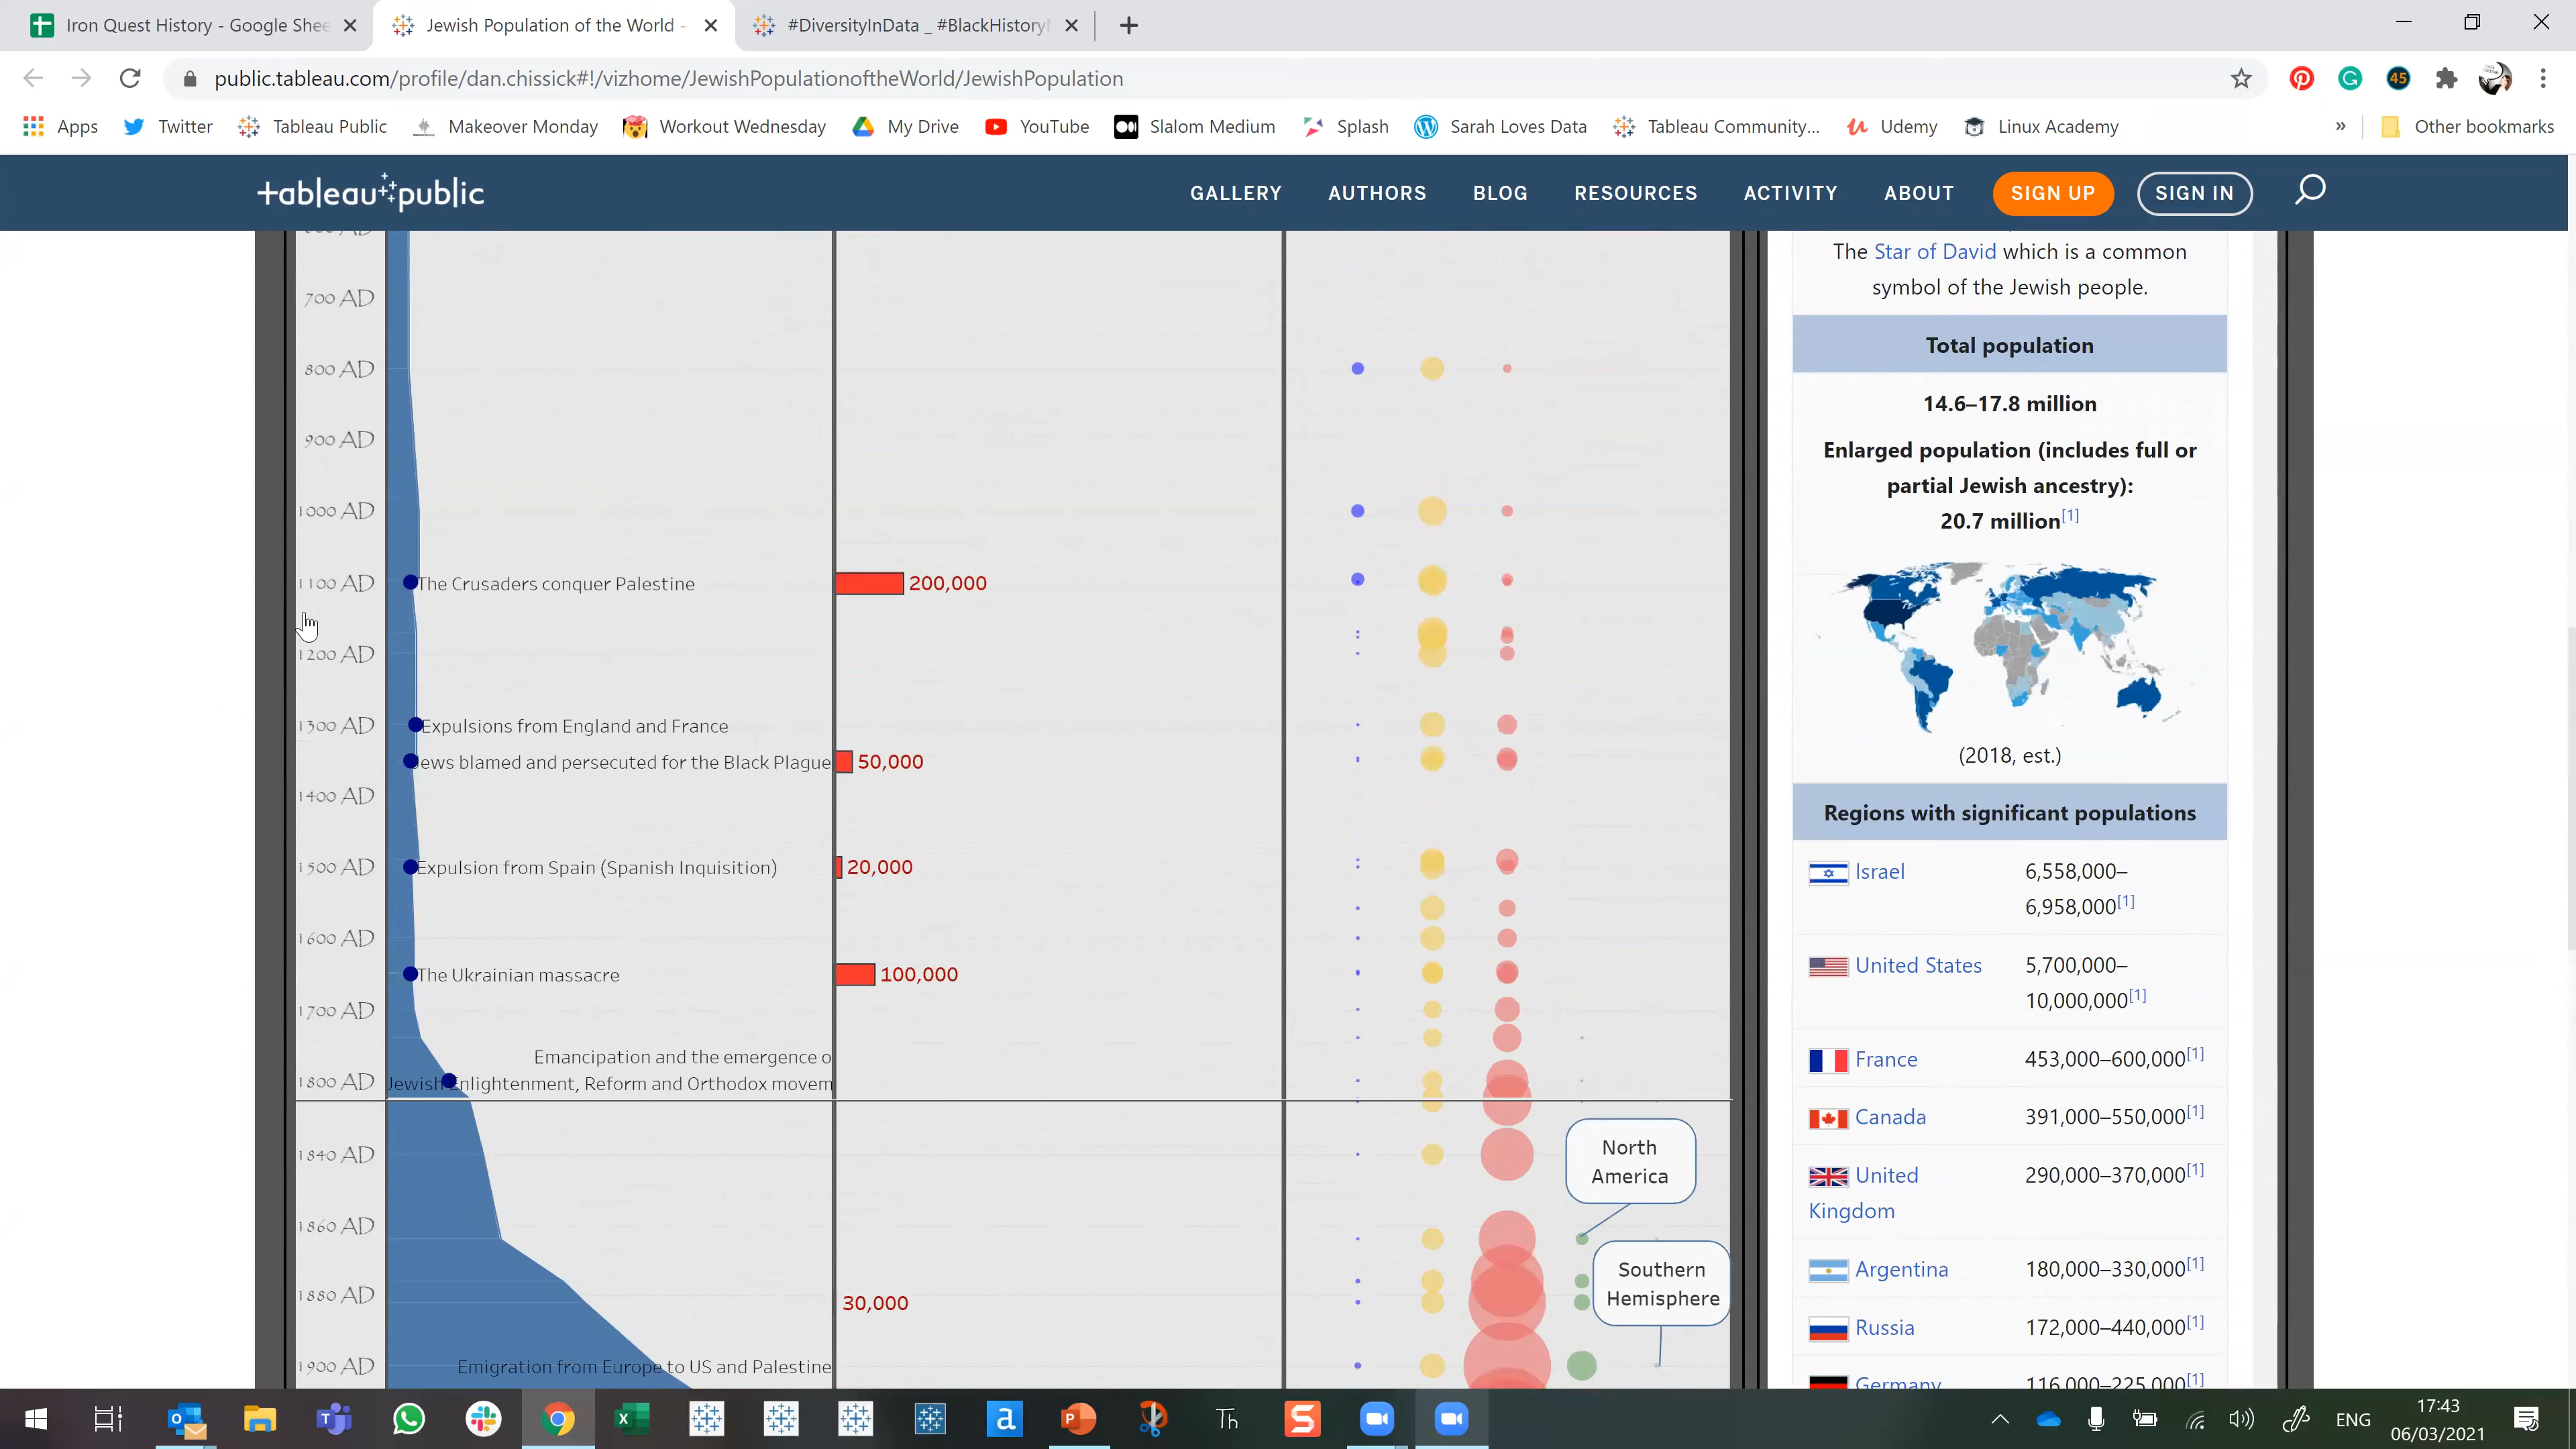 Iron Quest History - Google Shee
Jewish Population of the World -
#DiversityInData _ #BlackHistory
public.tableau.com/profile/dan.chissick#!/vizhome/JewishPopulationoftheWorld/JewishPopulation
45
Apps Twitter Tableau Public Makeover Monday Workout Wednesday My Drive YouTube Slalom Medium Splash Sarah Loves Data Tableau Community... Udemy Linux Academy » Other bookmarks
tableau public
GALLERY AUTHORS BLOG RESOURCES ACTIVITY ABOUT SIGN UP SIGN IN
700 AD
800 AD
900 AD
1000 AD
1100 AD The Crusaders conquer Palestine 200,000
1200 AD
1300 AD Expulsions from England and France
Jews blamed and persecuted for the Black Plague 50,000
1400 AD
1500 AD Expulsion from Spain (Spanish Inquisition) 20,000
1600 AD
The Ukrainian massacre 100,000
1700 AD
Emancipation and the emergence o
1800 AD Jewish Enlightenment, Reform and Orthodox movem
1840 AD
North
America
1860 AD
Southern
Hemisphere
1880 AD
30,000
1900 AD Emigration from Europe to US and Palestine
The Star of David which is a common
symbol of the Jewish people.
Total population
14.6–17.8 million
Enlarged population (includes full or
partial Jewish ancestry):
20.7 million[1]
(2018, est.)
Regions with significant populations
Israel 6,558,000–
6,958,000[1]
United States 5,700,000–
10,000,000[1]
France 453,000–600,000[1]
Canada 391,000–550,000[1]
United 290,000–370,000[1]
Kingdom
Argentina 180,000–330,000[1]
Russia 172,000–440,000[1]
Germany 116,000–225,000[1]
Th
ENG
17:43
06/03/2021